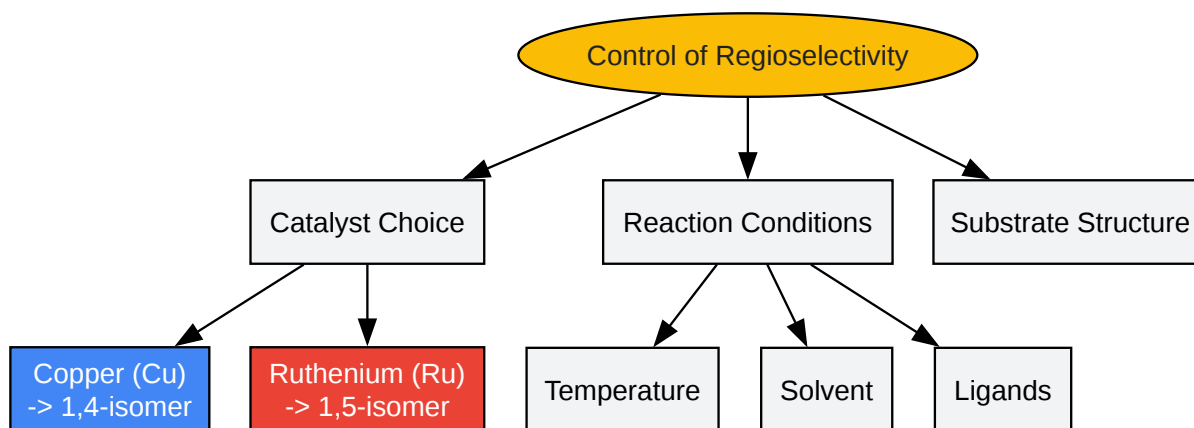 Control of Regioselectivity
Catalyst Choice
Reaction Conditions
Substrate Structure
Copper (Cu)
-> 1,4-isomer
Ruthenium (Ru)
-> 1,5-isomer
Temperature
Solvent
Ligands